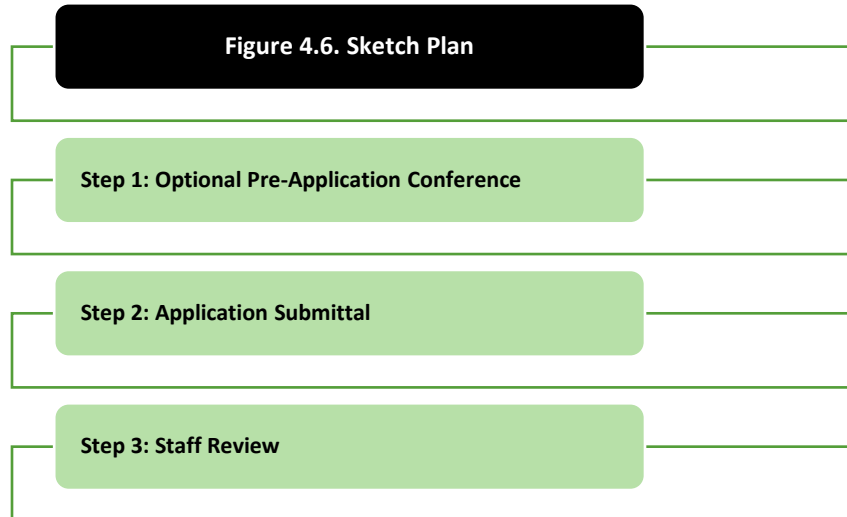 Figure 4.6. Sketch Plan
Step 1: Optional Pre-Application Conference
Step 2: Application Submittal
Step 3: Staff Review